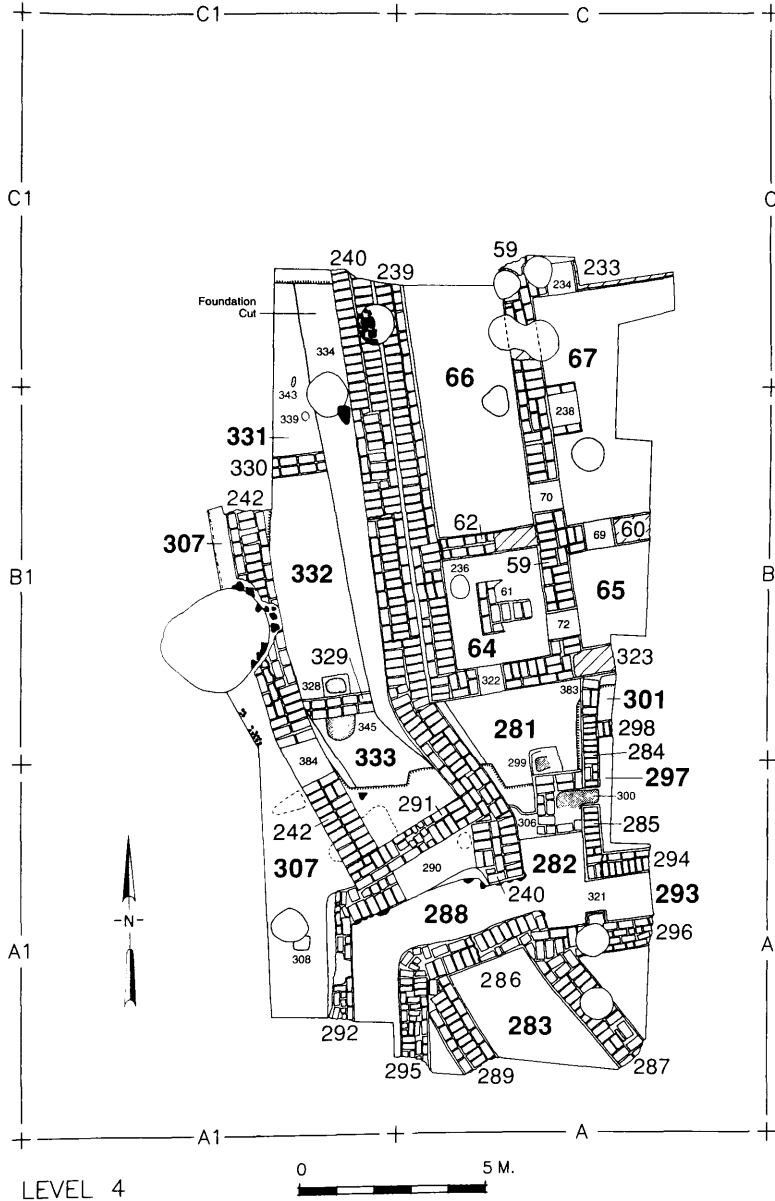 C1 C
C1 C
59
240 239 233
234
Foundation
Cut
334
66 67
343
238
339
331
330
242 70
62 69 60
307
332 59
B1 236 B
61 65
72
64
329 322 323
328 383 301
345 281 298
384 333 299 284
297
291 300
242 306 285
290 282 294
307 240 321 293
288
-N- 296
A1 A
308 286
283
292
295 289 287
A1 A
0 5 M.
LEVEL 4